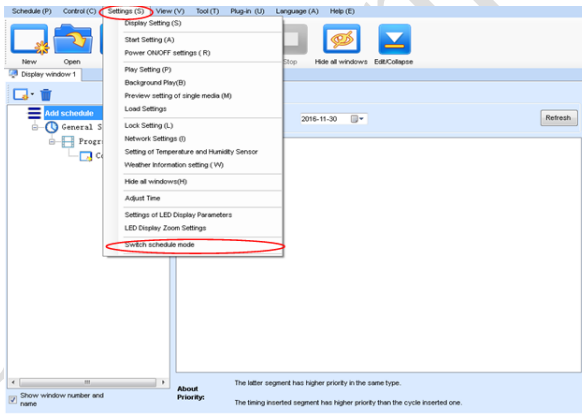 Schedule (P) Control (C) Settings (S) View (V) Tool (T) Plug-in (U) Language (A) Help (E)
Display Setting (S)
Start Setting (A)
Power ON/OFF settings ( R)
Play Setting (P)
Background Play(B)
Preview setting of single media (M)
Load Settings
Lock Setting (L)
Network Settings (I)
Setting of Temperature and Humidity Sensor
Weather Information setting ( W)
Hide all windows(H)
Adjust Time
Settings of LED Display Parameters
LED Display Zoom Settings
Switch schedule mode
New Open Stop Hide all windows Edit/Collapse
Display window 1
Add schedule
General S
Progr
Co
2016-11-30
Refresh
Show window number and
name
About
Priority:
The latter segment has higher priority in the same type.
The timing inserted segment has higher priority than the cycle inserted one.